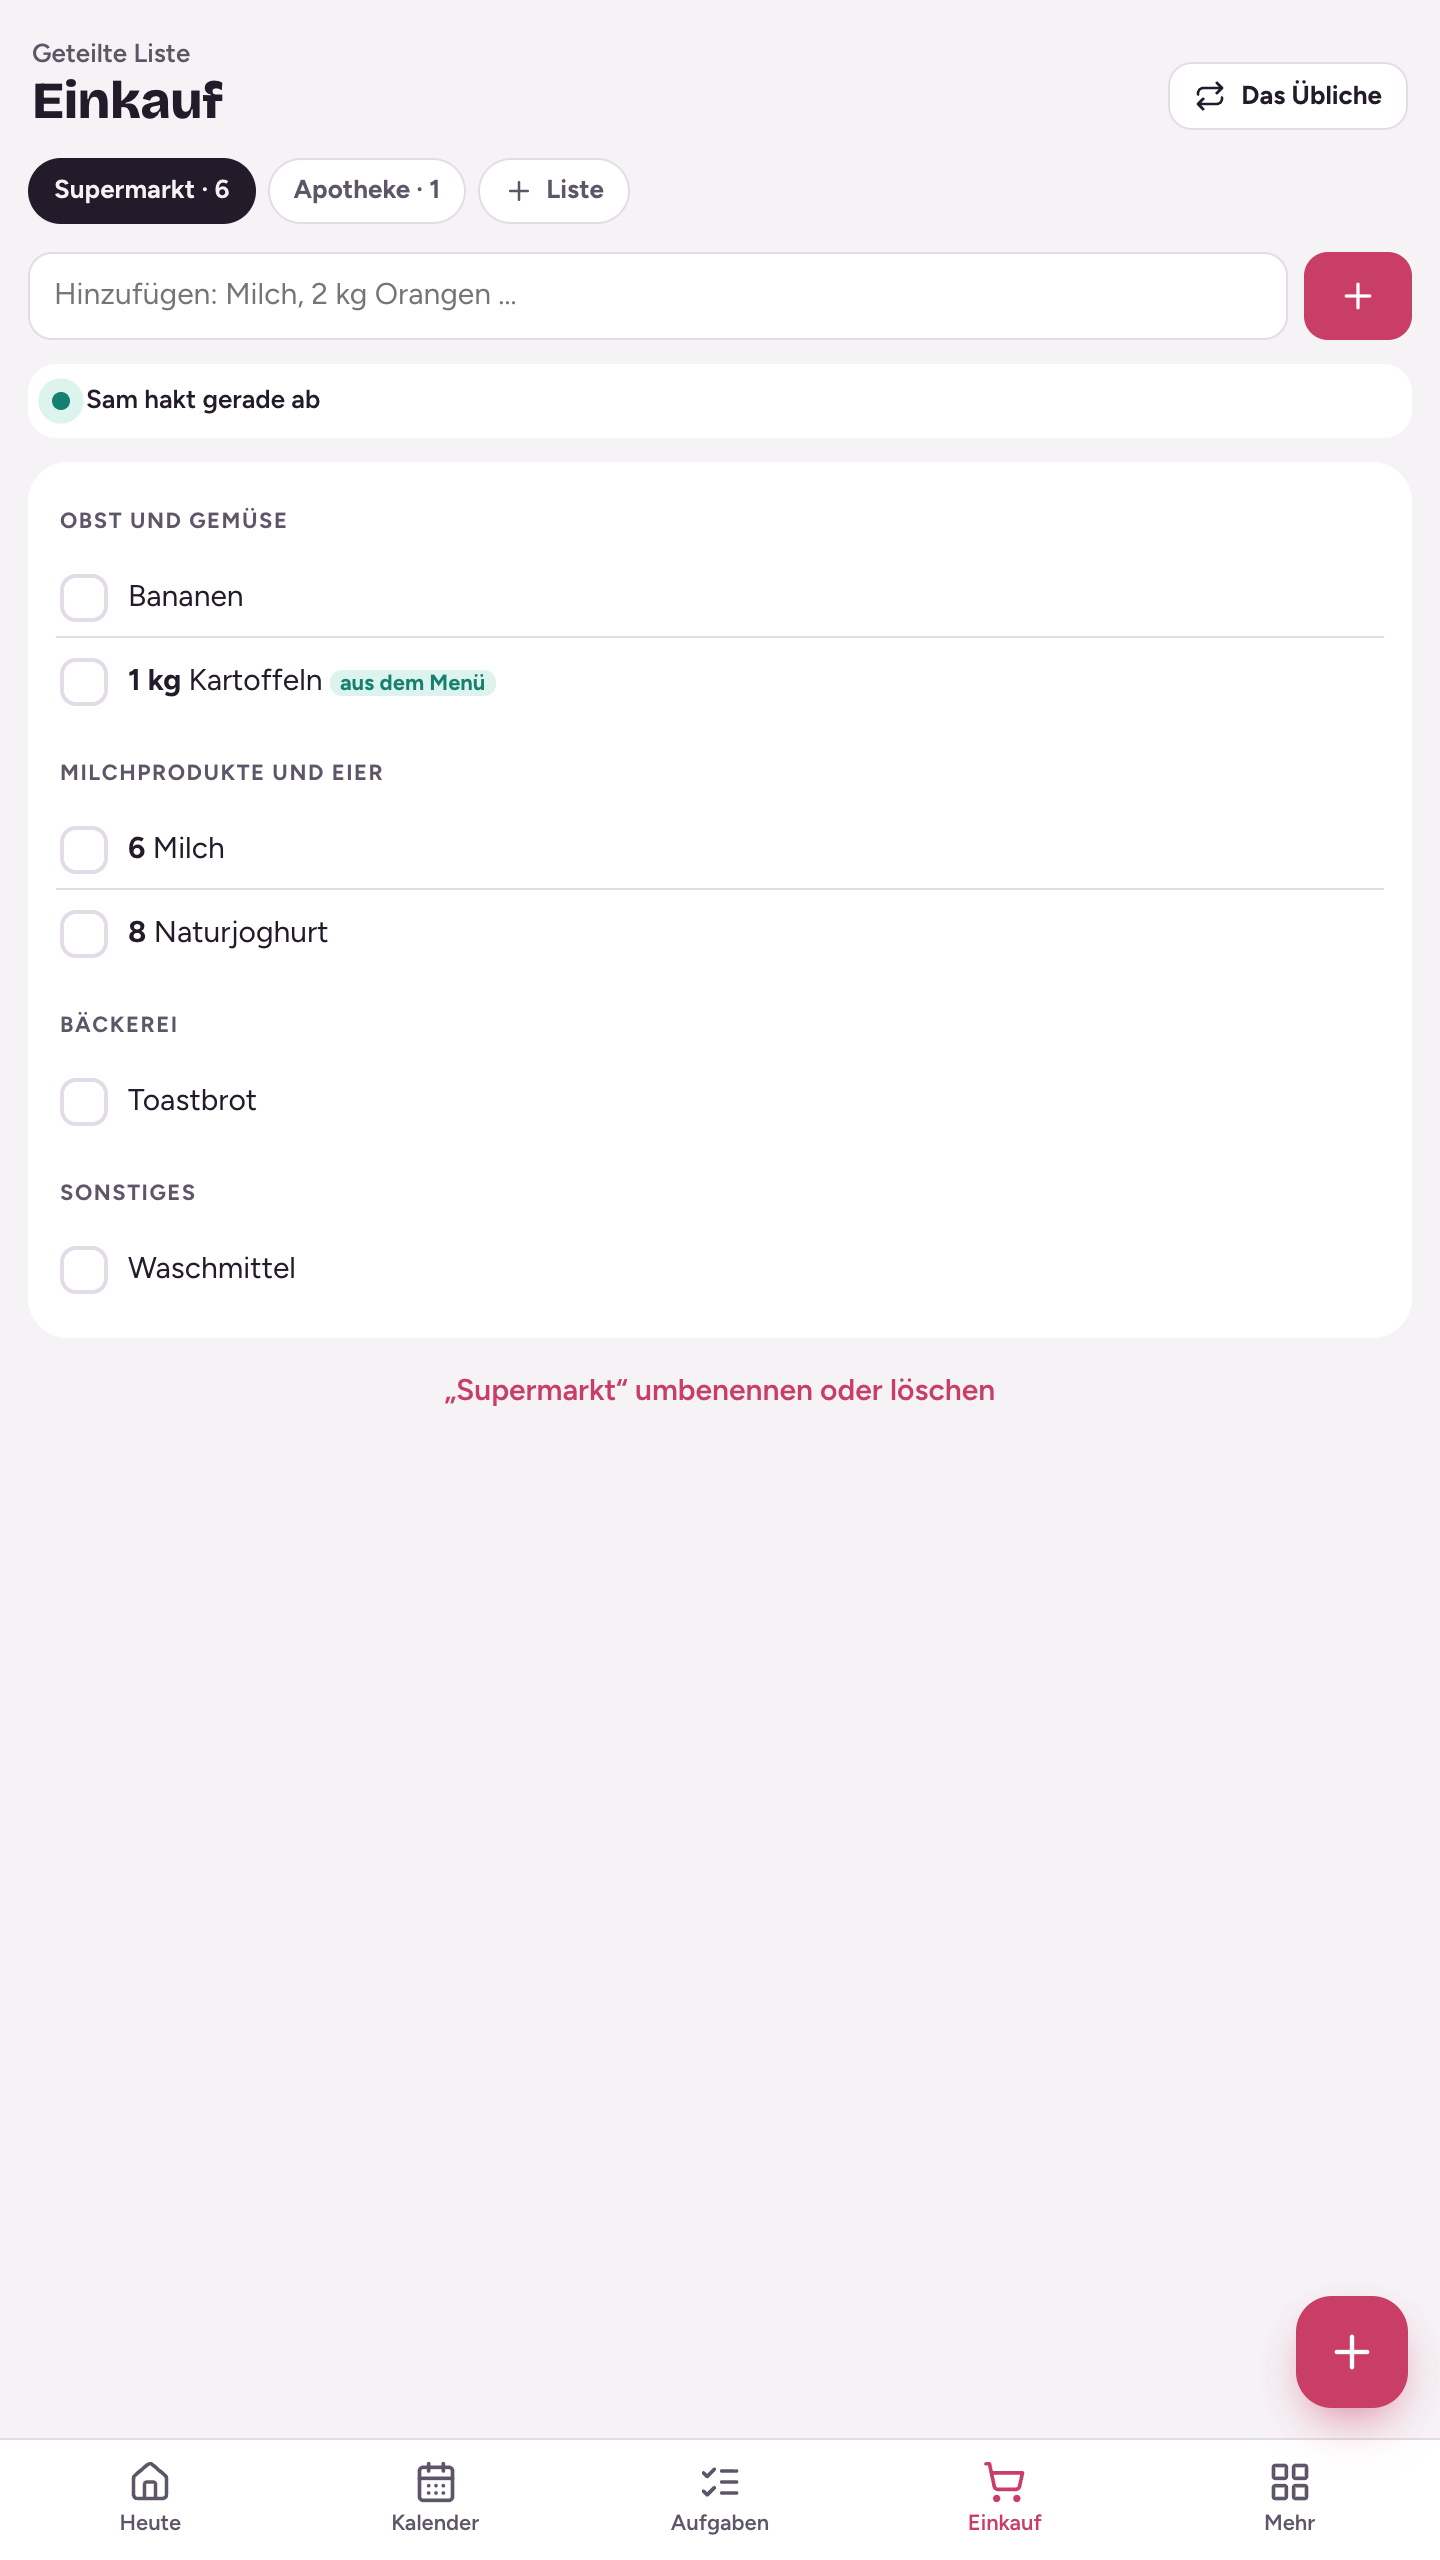 Geteilte Liste
Einkauf
Das Übliche
Supermarkt · 6
Apotheke · 1
Liste
Hinzufügen: Milch, 2 kg Orangen ...
Sam hakt gerade ab
OBST UND GEMÜSE
Bananen
1 kg Kartoffeln aus dem Menü
MILCHPRODUKTE UND EIER
6 Milch
8 Naturjoghurt
BÄCKEREI
Toastbrot
SONSTIGES
Waschmittel
„Supermarkt“ umbenennen oder löschen
Heute
Kalender
Aufgaben
Einkauf
Mehr